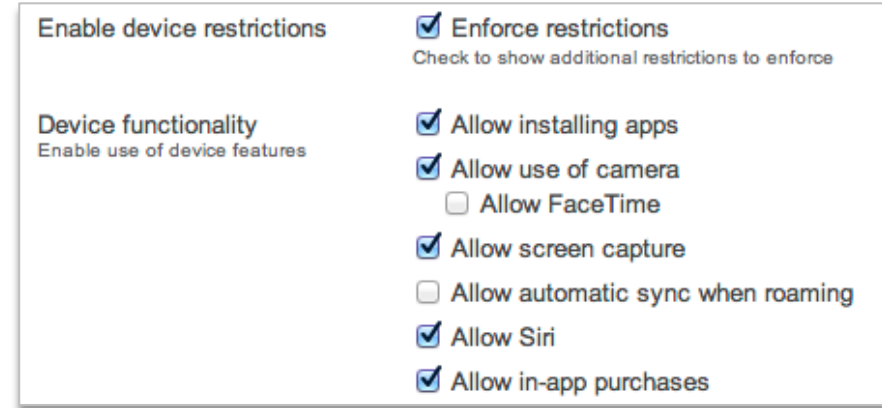 Enable device restrictions
Enforce restrictions
Check to show additional restrictions to enforce
Device functionality
Enable use of device features
Allow installing apps
Allow use of camera
Allow FaceTime
Allow screen capture
Allow automatic sync when roaming
Allow Siri
Allow in-app purchases